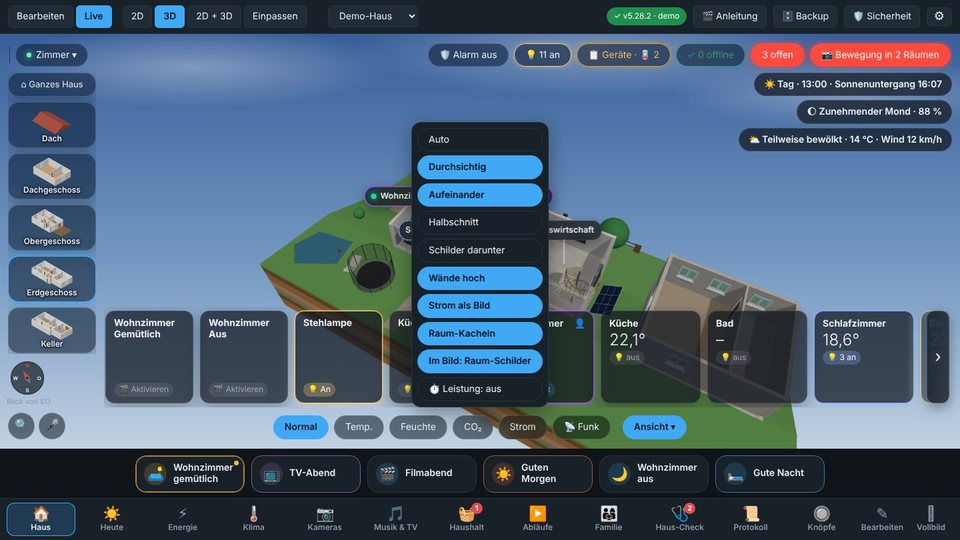 Bearbeiten Live 2D 3D 2D + 3D Einpassen Demo-Haus ✓ v5.28.2 · demo Anleitung Backup Sicherheit
Zimmer ▾ Alarm aus 11 an Geräte · 2 ✓ 0 offline 3 offen Bewegung in 2 Räumen
Ganzes Haus
Tag · 13:00 · Sonnenuntergang 16:07
Zunehmender Mond · 88 %
Teilweise bewölkt · 14 °C · Wind 12 km/h
Dach
Dachgeschoss
Obergeschoss
Erdgeschoss
Keller
Auto
Durchsichtig
Aufeinander
Halbschnitt
Schilder darunter
Wände hoch
Strom als Bild
Raum-Kacheln
Im Bild: Raum-Schilder
Leistung: aus
Wohnzi
swirtschaft
Wohnzimmer
Gemütlich
Aktivieren
Wohnzimmer
Aus
Aktivieren
Stehlampe
An
Kü
mer
Küche
22,1°
aus
Bad
–
aus
Schlafzimmer
18,6°
3 an
›
N
O
S
W
Blick von SO
Normal Temp. Feuchte CO₂ Strom Funk Ansicht ▾
Wohnzimmer
gemütlich
TV-Abend
Filmabend
Guten
Morgen
Wohnzimmer
aus
Gute Nacht
1 2
Haus Heute Energie Klima Kameras Musik & TV Haushalt Abläufe Familie Haus-Check Protokoll Knöpfe Bearbeiten Vollbild